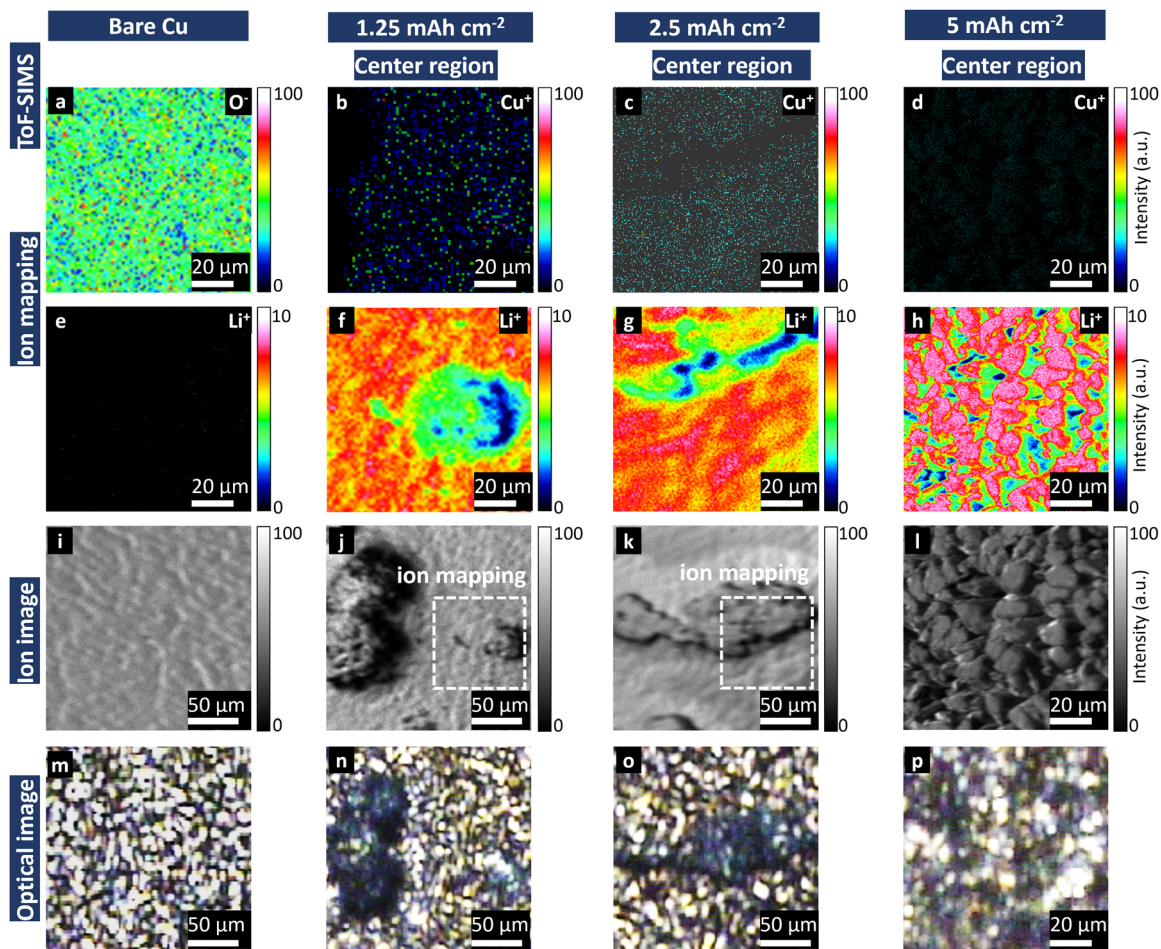 Bare Cu
1.25 mAh cm⁻²
2.5 mAh cm⁻²
5 mAh cm⁻²
Center region
Center region
Center region
ToF-SIMS
Ion mapping
a
O⁻
20 µm
100
0
b
Cu⁺
20 µm
100
0
c
Cu⁺
20 µm
100
0
d
Cu⁺
20 µm
100
0
Intensity (a.u.)
e
Li⁺
20 µm
f
Li⁺
20 µm
10
0
g
Li⁺
20 µm
10
0
h
Li⁺
20 µm
10
0
Intensity (a.u.)
Ion image
i
50 µm
100
0
j
ion mapping
50 µm
100
0
k
ion mapping
50 µm
100
0
l
20 µm
100
0
Intensity (a.u.)
Optical image
m
50 µm
n
50 µm
o
50 µm
p
20 µm